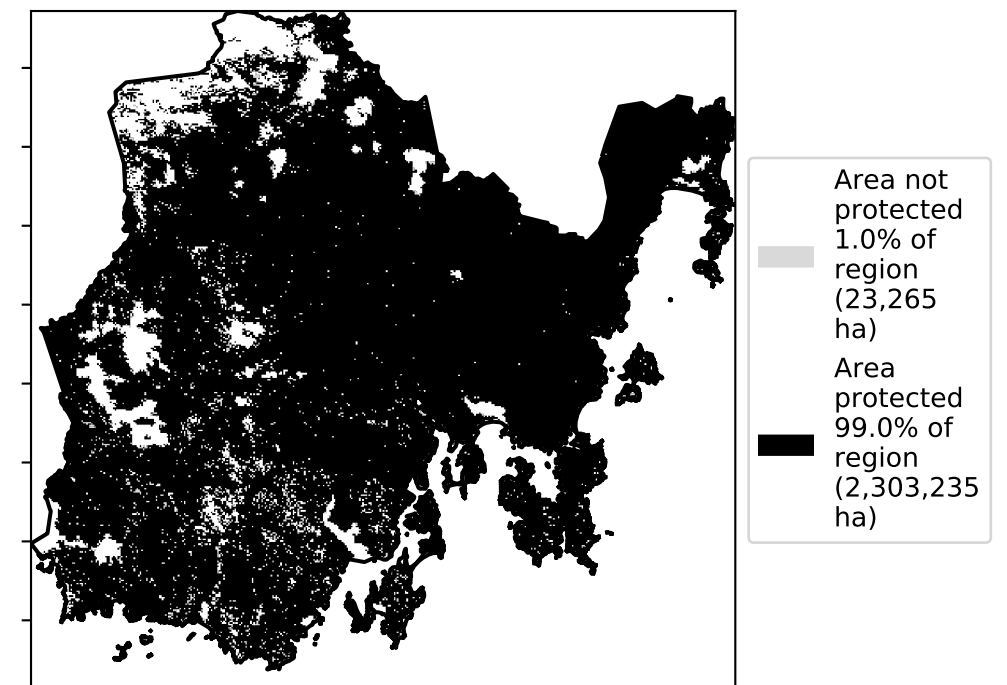 Area not
protected
1.0% of
region
(23,265
ha)
Area
protected
99.0% of
region
(2,303,235
ha)